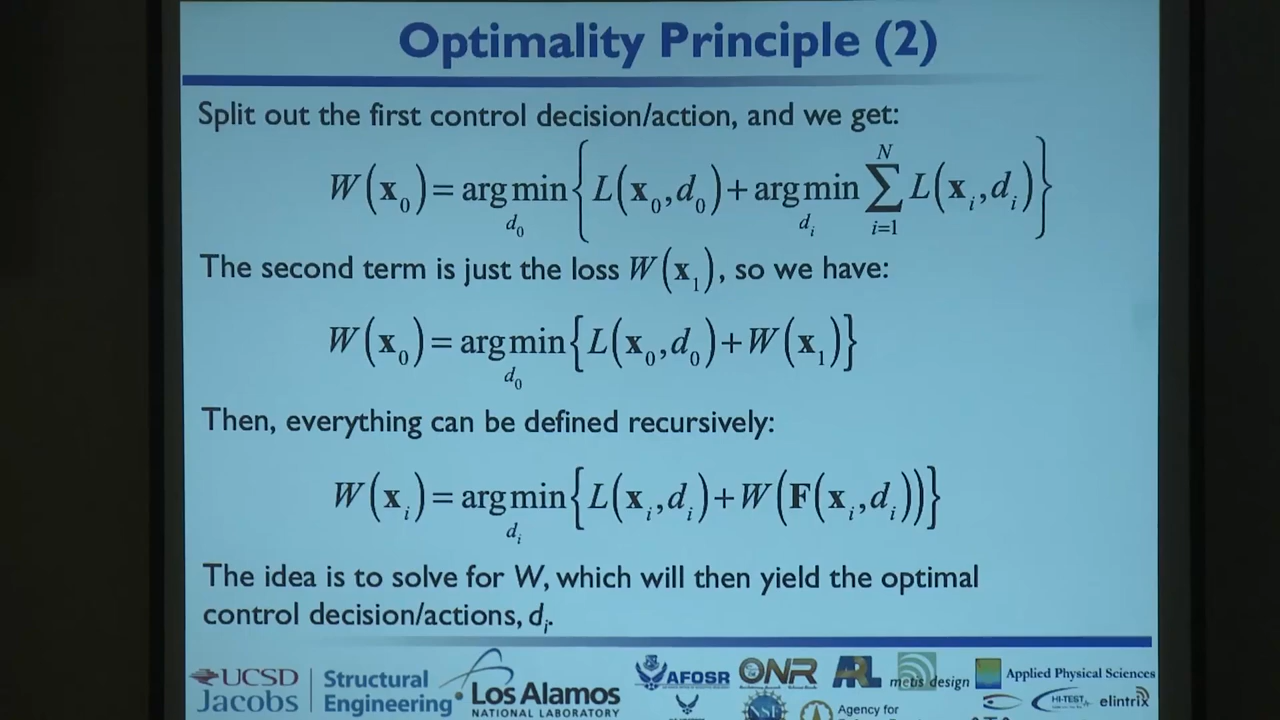 Optimality Principle (2)
Split out the first control decision/action, and we get:
W(x₀) = arg min_{d₀} { L(x₀,d₀) + arg min_{dᵢ} ∑_{i=1}^{N} L(xᵢ,dᵢ) }
The second term is just the loss W(x₁), so we have:
W(x₀) = arg min_{d₀} {L(x₀,d₀) + W(x₁)}
Then, everything can be defined recursively:
W(xᵢ) = arg min_{dᵢ} {L(xᵢ,dᵢ) + W(F(xᵢ,dᵢ))}
The idea is to solve for W, which will then yield the optimal
control decision/actions, dᵢ.
UCSD
Jacobs
Structural
Engineering
Los Alamos
NATIONAL LABORATORY
AFOSR
ONR
ARL
metis design
Applied Physical Sciences
HI-TEST
elintrix
NSF
Agency for